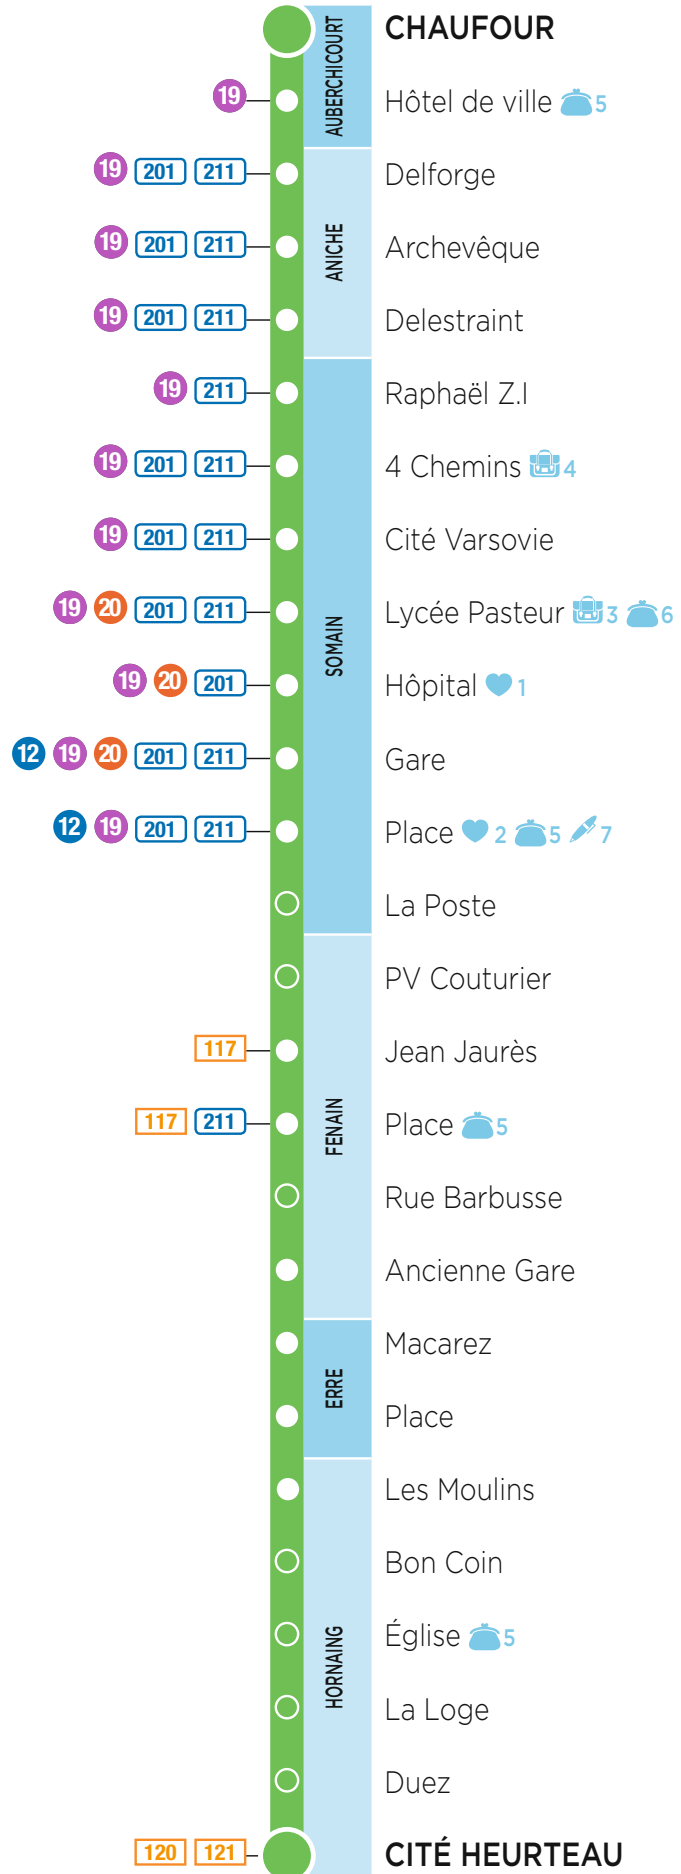 AUBERCHICOURT
CHAUFOUR
19 Hôtel de ville 5
ANICHE
19 201 211 Delforge
19 201 211 Archevêque
19 201 211 Delestraint
SOMAIN
19 211 Raphaël Z.I
19 201 211 4 Chemins 4
19 201 211 Cité Varsovie
19 20 201 211 Lycée Pasteur 3 6
19 20 201 Hôpital 1
12 19 20 201 211 Gare
12 19 201 211 Place 2 5 7
La Poste
FENAIN
PV Couturier
117 Jean Jaurès
117 211 Place 5
Rue Barbusse
Ancienne Gare
ERRE
Macarez
Place
HORNAING
Les Moulins
Bon Coin
Église 5
La Loge
Duez
120 121 CITÉ HEURTEAU